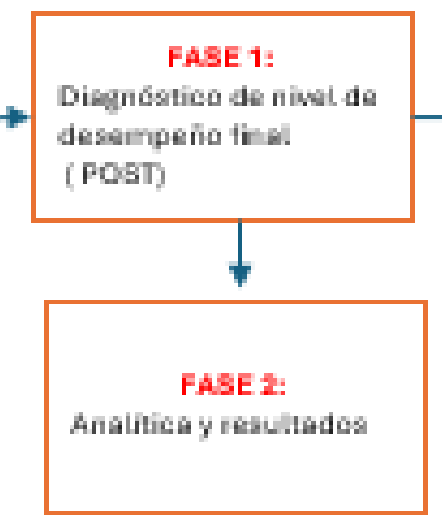 FASE 1:
Diagnóstico de nivel de
desempeño final
( POST)
FASE 2:
Analítica y resultados